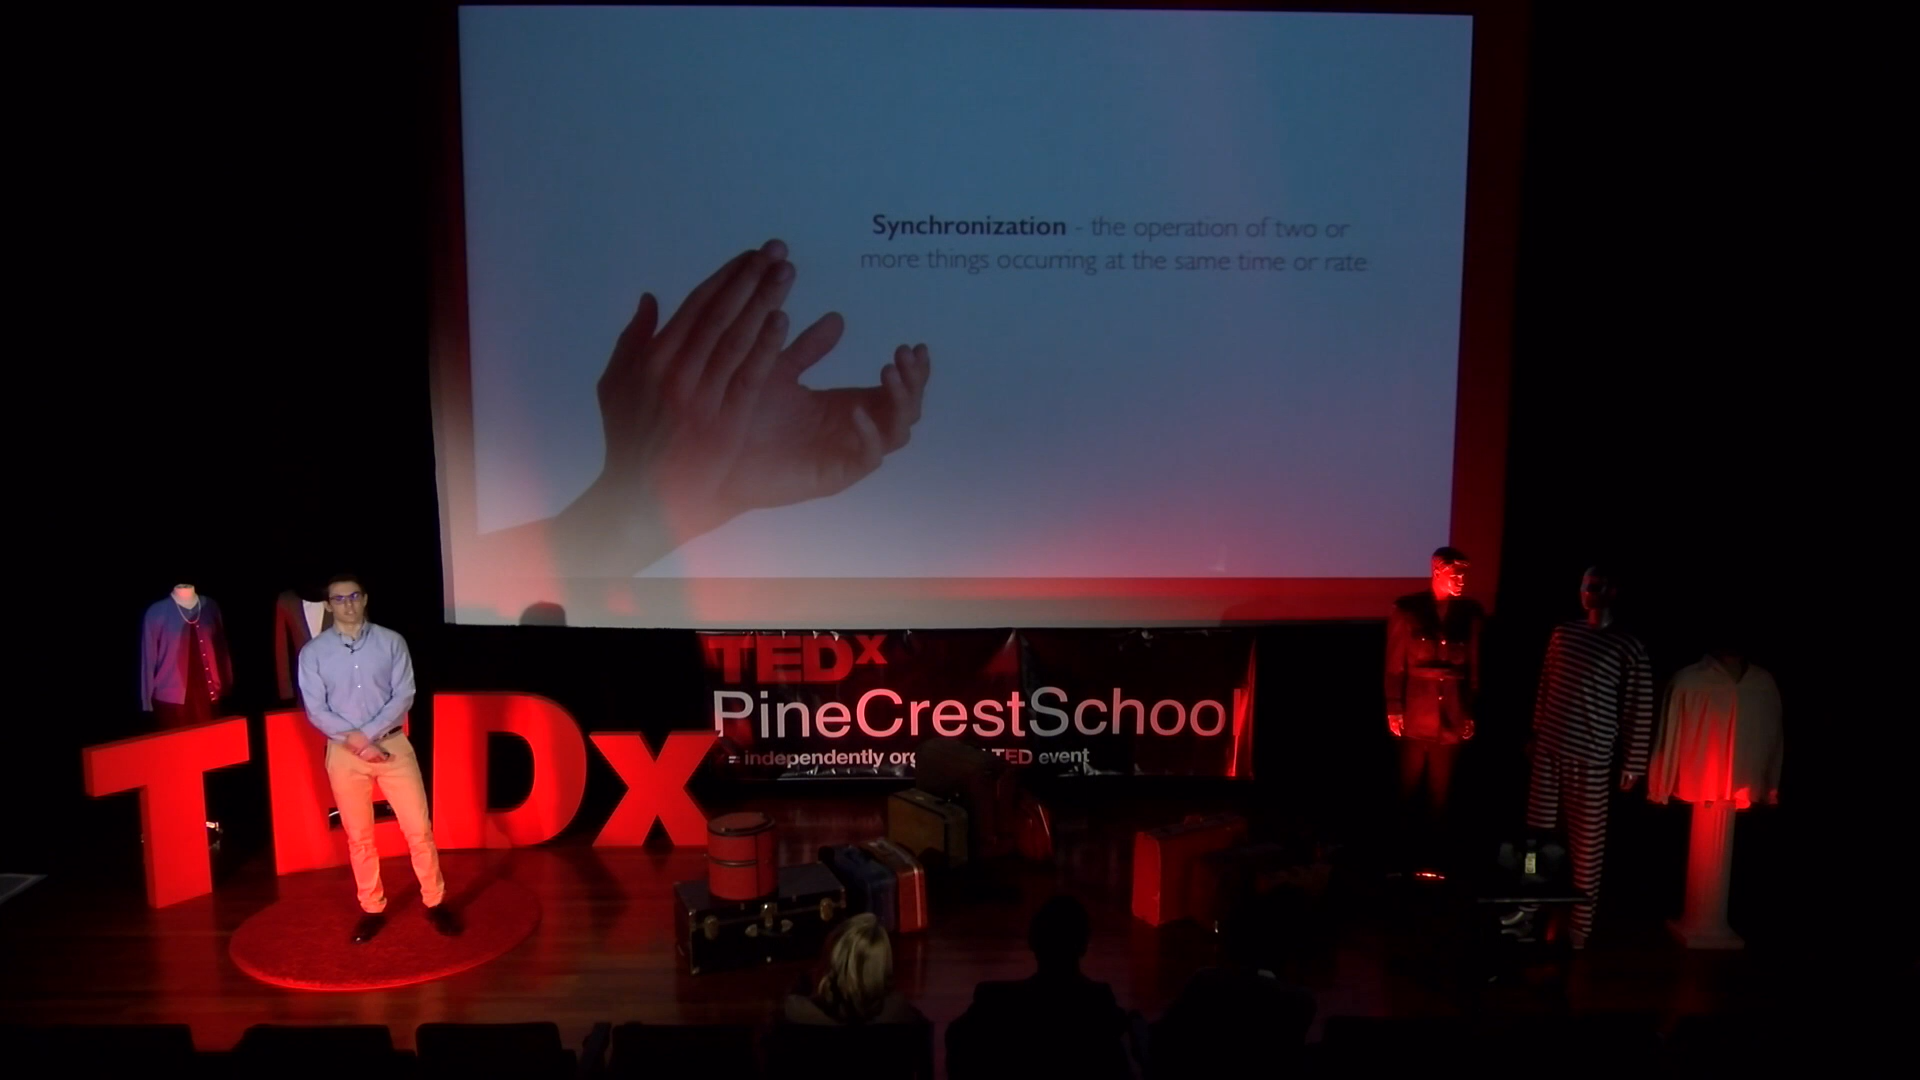 Synchronization - the operation of two or
more things occurring at the same time or rate
TEDx
PineCrestSchool
= independently TED event
TEDx